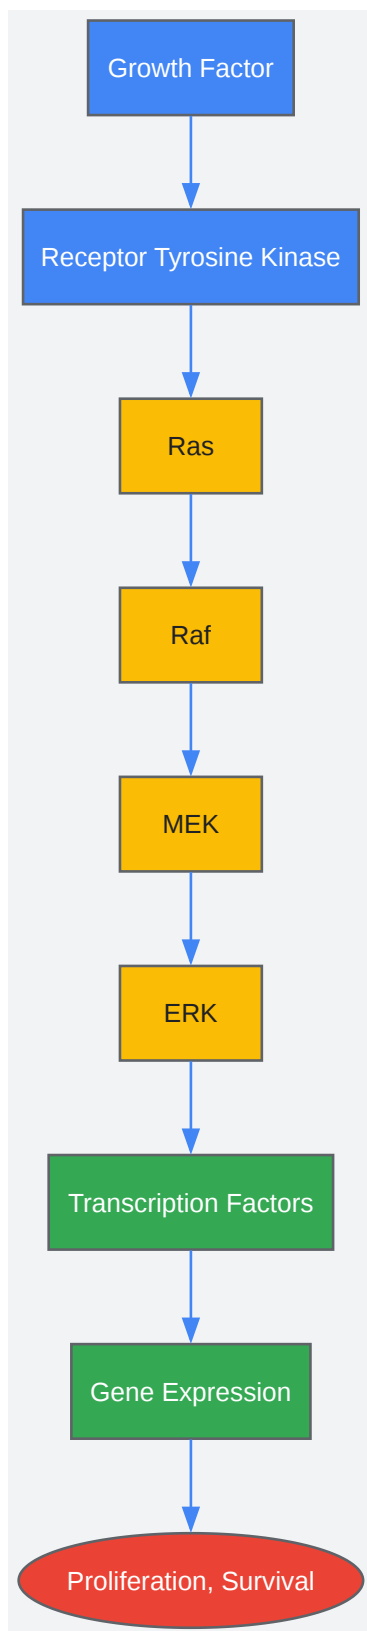 Growth Factor
Receptor Tyrosine Kinase
Ras
Raf
MEK
ERK
Transcription Factors
Gene Expression
Proliferation, Survival